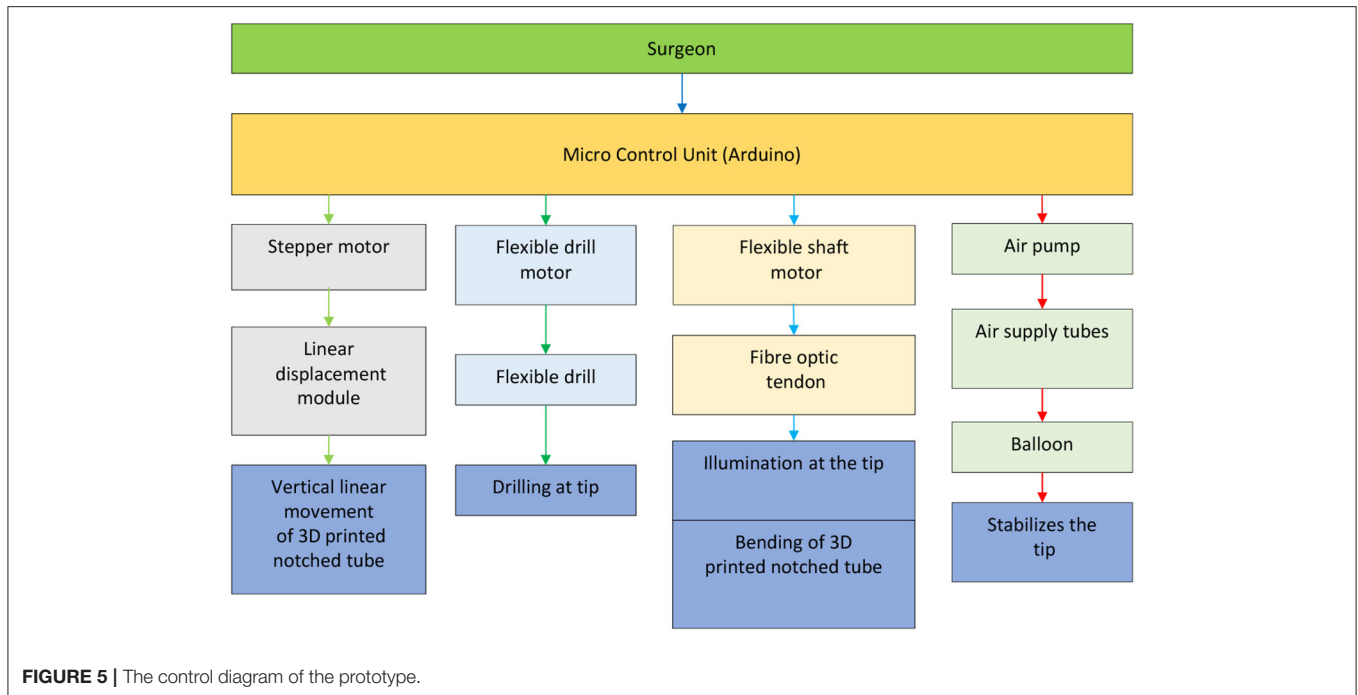 Surgeon
Micro Control Unit (Arduino)
Stepper motor
Linear
displacement
module
Vertical linear
movement
of 3D printed
notched tube
Flexible drill
motor
Flexible drill
Drilling at tip
Flexible shaft
motor
Fibre optic
tendon
Illumination at the tip
Bending of 3D
printed notched tube
Air pump
Air supply tubes
Balloon
Stabilizes the
tip
FIGURE 5 | The control diagram of the prototype.